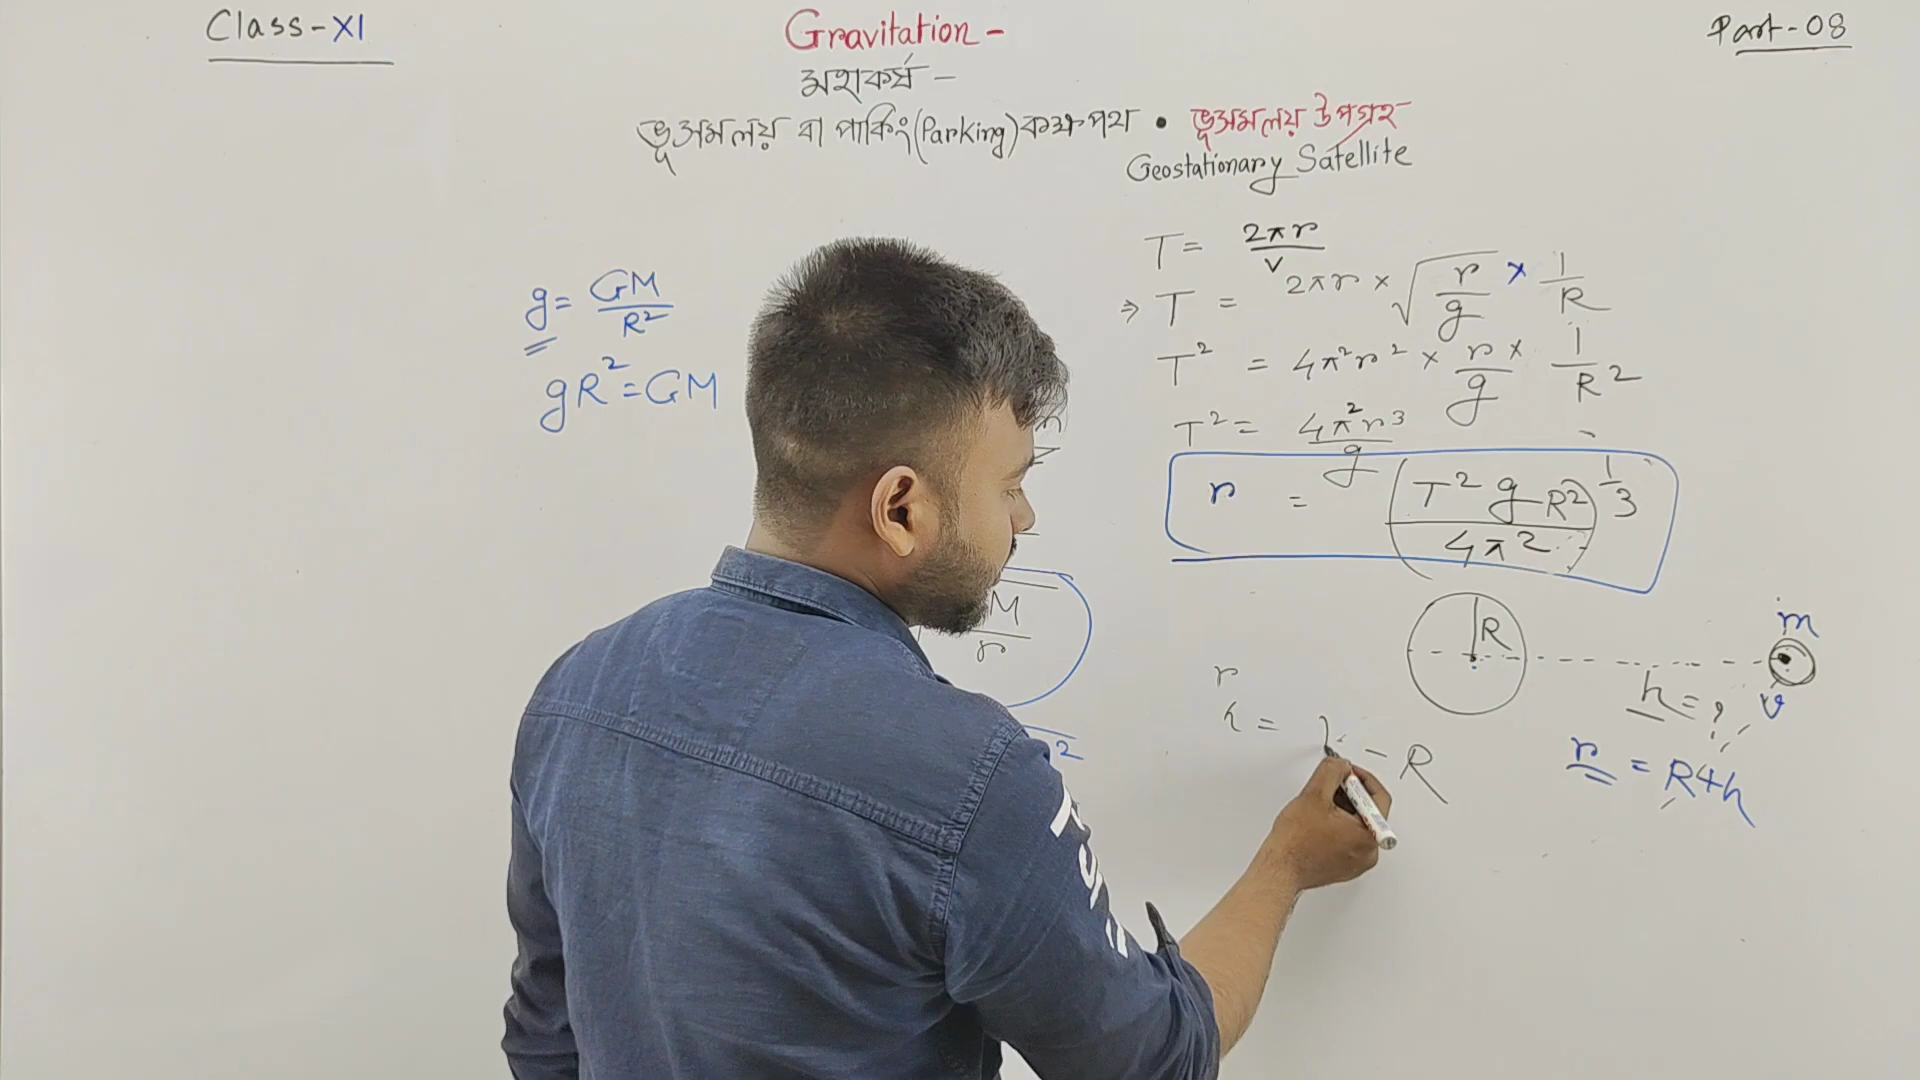 Class-XI
Gravitation -
Part-08
মহাকর্ষ -
ভূসমলয় বা পার্কিং(Parking)কক্ষপথ • ভূসমলয় উপগ্রহ
Geostationary Satellite
g = GM/R²
gR² = GM
T = 2πr/v
⇒ T = 2πr × √(r/g) × 1/R
T² = 4π²r² × r/g × 1/R²
T² = 4π²r³/g
r = (T²gR²/4π²)^1/3
M/r
2
R
m
h = ?
v
r = R+h
r
h = - R